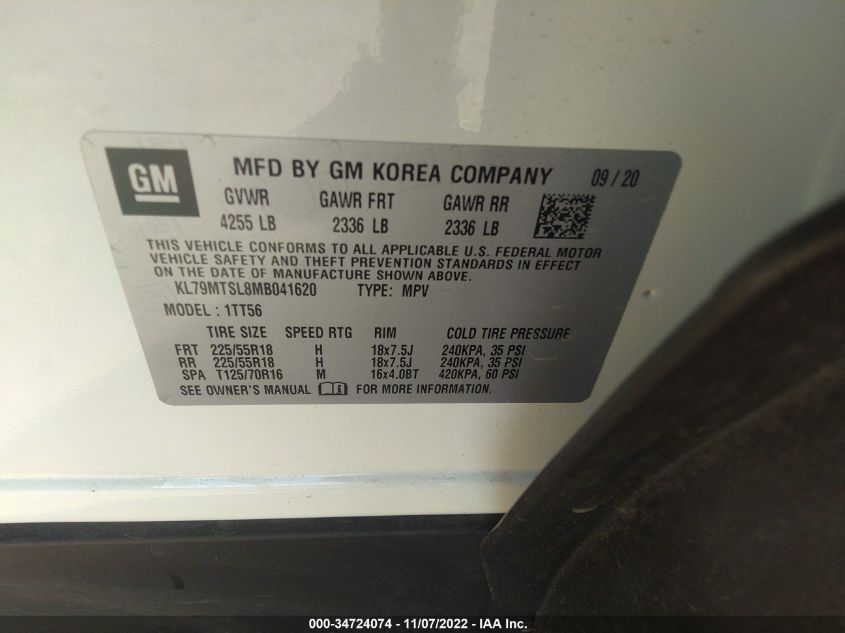 GM MFD BY GM KOREA COMPANY 09/20
GVWR GAWR FRT GAWR RR
4255 LB 2336 LB 2336 LB
THIS VEHICLE CONFORMS TO ALL APPLICABLE U.S. FEDERAL MOTOR
VEHICLE SAFETY AND THEFT PREVENTION STANDARDS IN EFFECT
ON THE DATE OF MANUFACTURE SHOWN ABOVE.
KL79MTSL8MB041620 TYPE: MPV
MODEL : 1TT56
TIRE SIZE SPEED RTG RIM COLD TIRE PRESSURE
FRT 225/55R18 H 18x7.5J 240KPA, 35 PSI
RR 225/55R18 H 18x7.5J 240KPA, 35 PSI
SPA T125/70R16 M 16x4.0BT 420KPA, 60 PSI
SEE OWNER'S MANUAL FOR MORE INFORMATION.
000-34724074 - 11/07/2022 - IAA Inc.